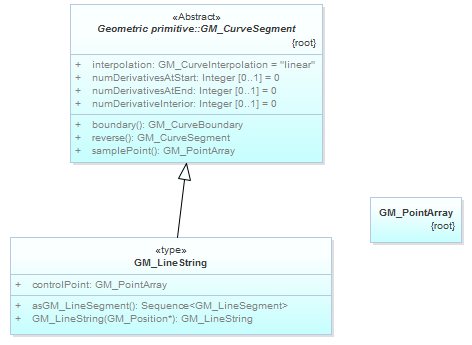 «Abstract»
Geometric primitive::GM_CurveSegment
{root}
+ interpolation: GM_CurveInterpolation = "linear"
+ numDerivativesAtStart: Integer [0..1] = 0
+ numDerivativesAtEnd: Integer [0..1] = 0
+ numDerivativeInterior: Integer [0..1] = 0
+ boundary(): GM_CurveBoundary
+ reverse(): GM_CurveSegment
+ samplePoint(): GM_PointArray
GM_PointArray
{root}
«type»
GM_LineString
+ controlPoint: GM_PointArray
+ asGM_LineSegment(): Sequence<GM_LineSegment>
+ GM_LineString(GM_Position*): GM_LineString